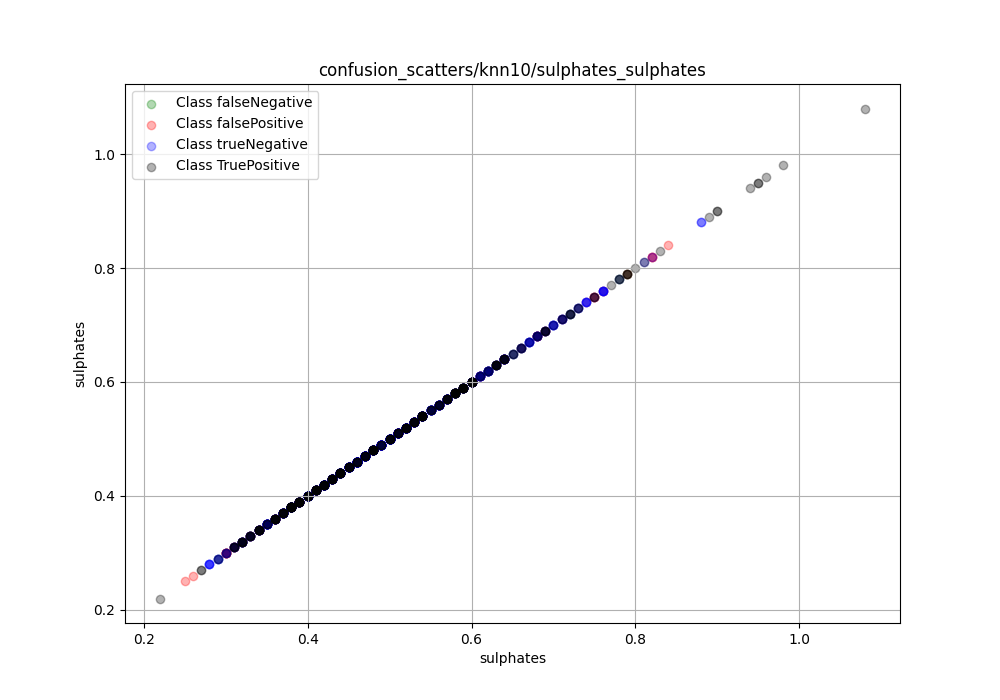 confusion_scatters/knn10/sulphates_sulphates
Class falseNegative
Class falsePositive
Class trueNegative
Class TruePositive
1.0
0.8
0.6
0.4
0.2
sulphates
0.2
0.4
0.6
0.8
1.0
sulphates